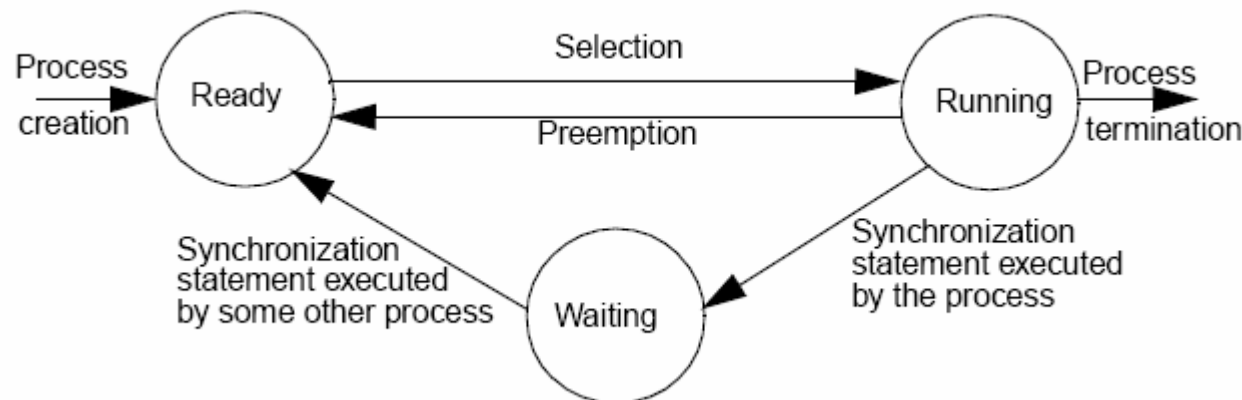 Process
creation
Ready
Selection
Preemption
Running
Process
termination
Synchronization
statement executed
by some other process
Waiting
Synchronization
statement executed
by the process